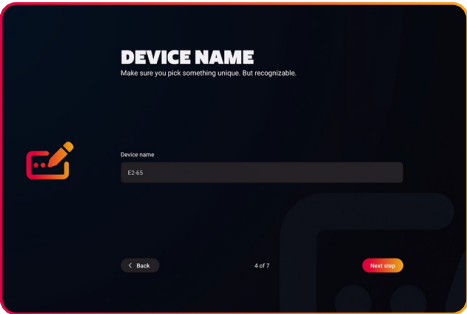 DEVICE NAME
Make sure you pick something unique. But recognizable.
Device name
E2-65
Back
4 of 7
Next step